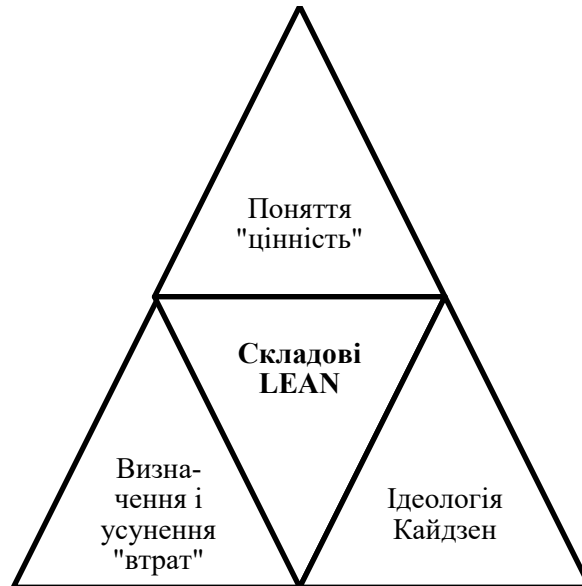 Поняття
"цінність"
Складові
LEAN
Визна-
чення і
усунення
"втрат"
Ідеологія
Кайдзен